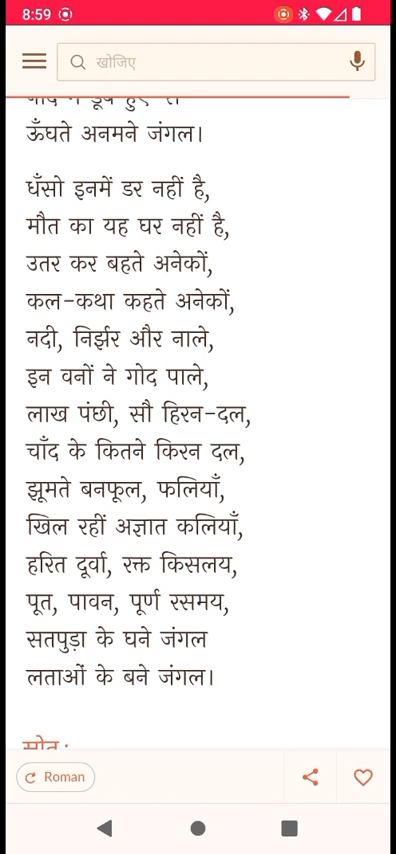 8:59
खोजिए
ऊँघते अनमने जंगल।
धँसो इनमें डर नहीं है,
मौत का यह घर नहीं है,
उतर कर बहते अनेकों,
कल-कथा कहते अनेकों,
नदी, निर्झर और नाले,
इन वनों ने गोद पाले,
लाख पंछी, सौ हिरन-दल,
चाँद के कितने किरन दल,
झूमते बनफूल, फलियाँ,
खिल रहीं अज्ञात कलियाँ,
हरित दूर्वा, रक्त किसलय,
पूत, पावन, पूर्ण रसमय,
सतपुड़ा के घने जंगल
लताओं के बने जंगल।
Roman